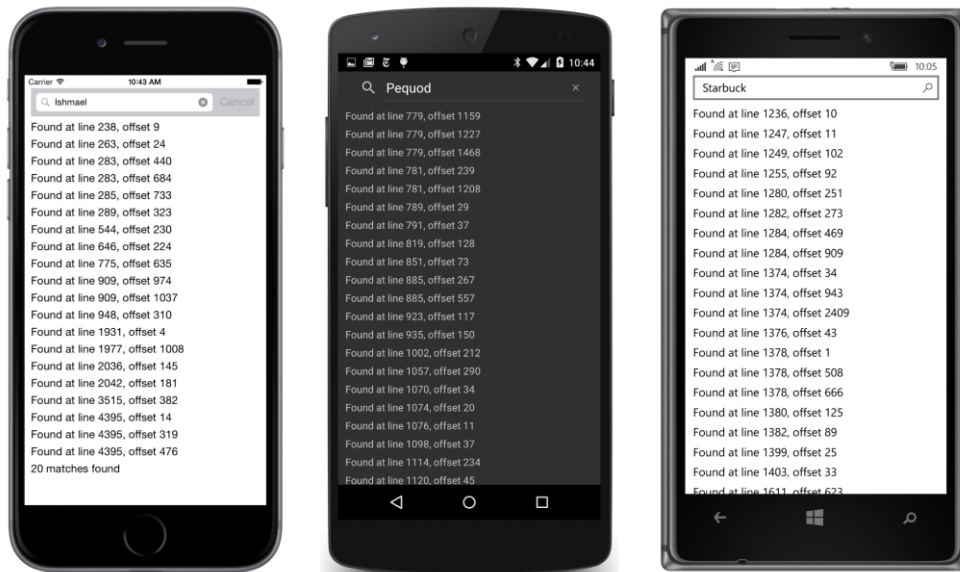 Carrier 10:43 AM
Ishmael Cancel
Found at line 238, offset 9
Found at line 263, offset 24
Found at line 283, offset 440
Found at line 283, offset 684
Found at line 285, offset 733
Found at line 289, offset 323
Found at line 544, offset 230
Found at line 646, offset 224
Found at line 775, offset 635
Found at line 909, offset 974
Found at line 909, offset 1037
Found at line 948, offset 310
Found at line 1931, offset 4
Found at line 1977, offset 1008
Found at line 2036, offset 145
Found at line 2042, offset 181
Found at line 3515, offset 382
Found at line 4395, offset 14
Found at line 4395, offset 319
Found at line 4395, offset 476
20 matches found
10:44
Pequod
Found at line 779, offset 1159
Found at line 779, offset 1227
Found at line 779, offset 1468
Found at line 781, offset 239
Found at line 781, offset 1208
Found at line 789, offset 29
Found at line 791, offset 37
Found at line 819, offset 128
Found at line 851, offset 73
Found at line 885, offset 267
Found at line 885, offset 557
Found at line 923, offset 117
Found at line 935, offset 150
Found at line 1002, offset 212
Found at line 1057, offset 290
Found at line 1070, offset 34
Found at line 1074, offset 20
Found at line 1076, offset 11
Found at line 1098, offset 37
Found at line 1114, offset 234
Found at line 1120, offset 45
10:05
Starbuck
Found at line 1236, offset 10
Found at line 1247, offset 11
Found at line 1249, offset 102
Found at line 1255, offset 92
Found at line 1280, offset 251
Found at line 1282, offset 273
Found at line 1284, offset 469
Found at line 1284, offset 909
Found at line 1374, offset 34
Found at line 1374, offset 943
Found at line 1374, offset 2409
Found at line 1376, offset 43
Found at line 1378, offset 1
Found at line 1378, offset 508
Found at line 1378, offset 666
Found at line 1380, offset 125
Found at line 1382, offset 89
Found at line 1399, offset 25
Found at line 1403, offset 33
Found at line 1611, offset 623